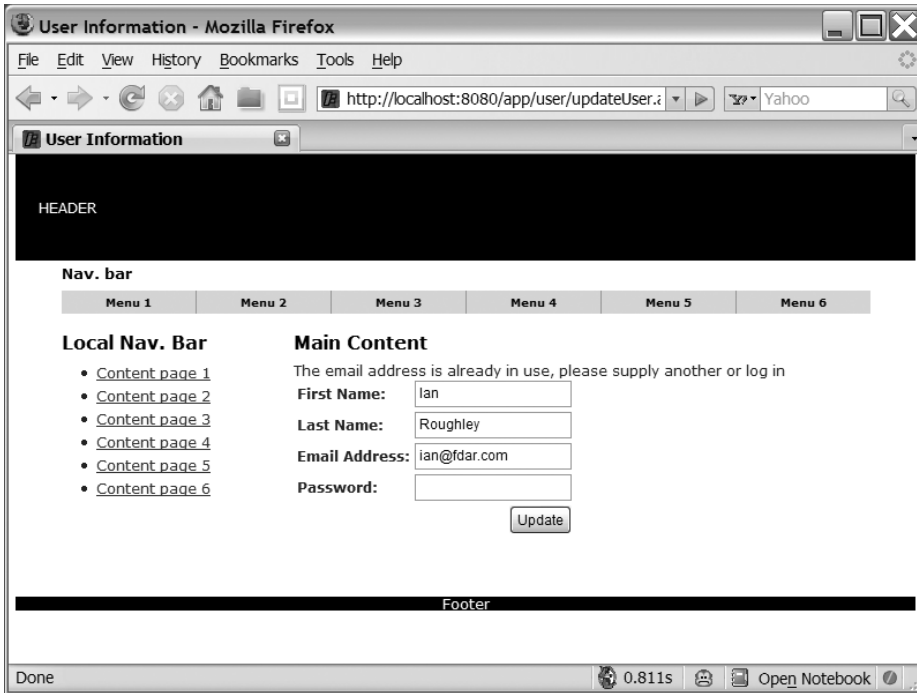 User Information - Mozilla Firefox
File Edit View History Bookmarks Tools Help
http://localhost:8080/app/user/updateUser.a Yahoo
User Information
HEADER
Nav. bar
Menu 1 Menu 2 Menu 3 Menu 4 Menu 5 Menu 6
Local Nav. Bar
Content page 1
Content page 2
Content page 3
Content page 4
Content page 5
Content page 6
Main Content
The email address is already in use, please supply another or log in
First Name: Ian
Last Name: Roughley
Email Address: ian@fdar.com
Password:
Update
Footer
Done 0.811s Open Notebook